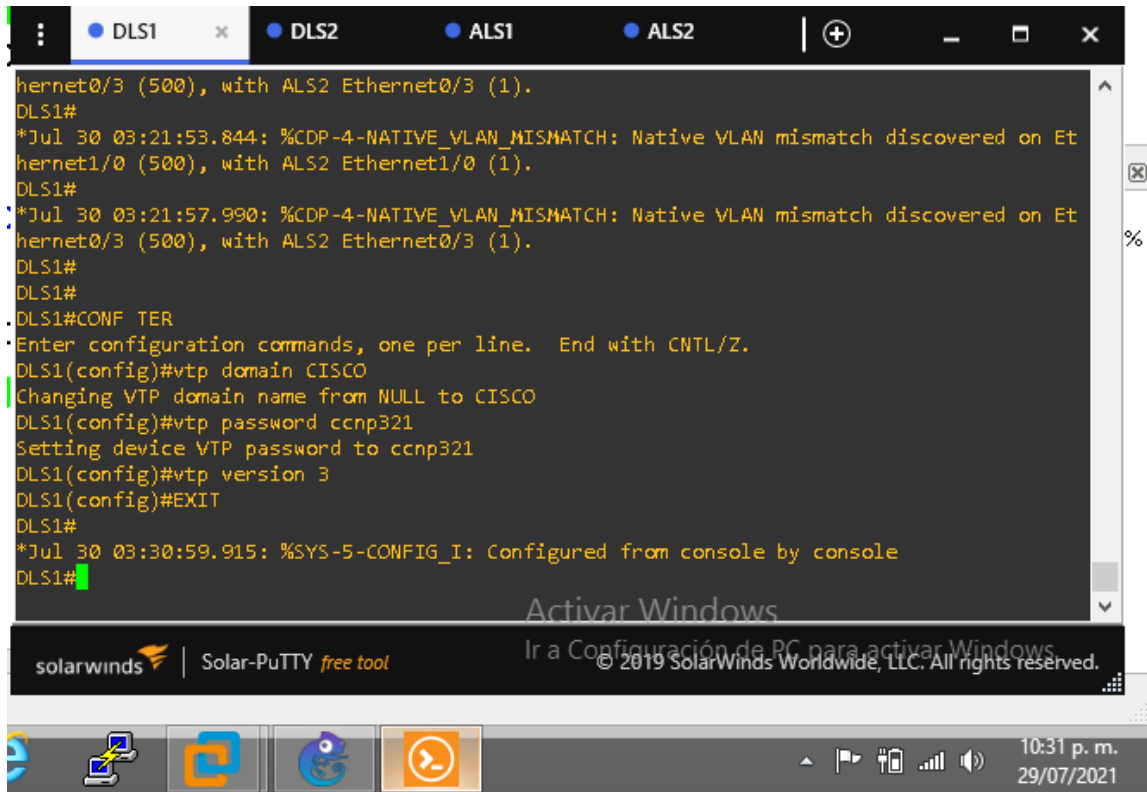 DLS1 × DLS2 ALS1 ALS2
hernet0/3 (500), with ALS2 Ethernet0/3 (1).
DLS1#
*Jul 30 03:21:53.844: %CDP-4-NATIVE_VLAN_MISMATCH: Native VLAN mismatch discovered on Et
hernet1/0 (500), with ALS2 Ethernet1/0 (1).
DLS1#
*Jul 30 03:21:57.990: %CDP-4-NATIVE_VLAN_MISMATCH: Native VLAN mismatch discovered on Et
hernet0/3 (500), with ALS2 Ethernet0/3 (1).
%
DLS1#
DLS1#
DLS1#CONF TER
Enter configuration commands, one per line.  End with CNTL/Z.
DLS1(config)#vtp domain CISCO
Changing VTP domain name from NULL to CISCO
DLS1(config)#vtp password ccnp321
Setting device VTP password to ccnp321
DLS1(config)#vtp version 3
DLS1(config)#EXIT
DLS1#
*Jul 30 03:30:59.915: %SYS-5-CONFIG_I: Configured from console by console
DLS1#
Activar Windows
Ir a Configuración de PC para activar Windows.
solarwinds | Solar-PuTTY free tool
© 2019 SolarWinds Worldwide, LLC. All rights reserved.
10:31 p. m.
29/07/2021